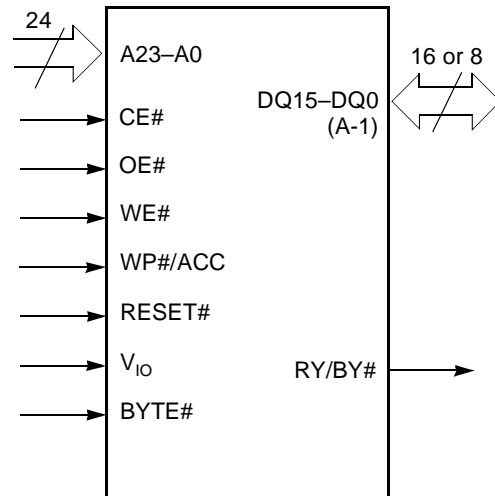 24
A23–A0
16 or 8
DQ15–DQ0
(A-1)
CE#
OE#
WE#
WP#/ACC
RESET#
VIO
RY/BY#
BYTE#